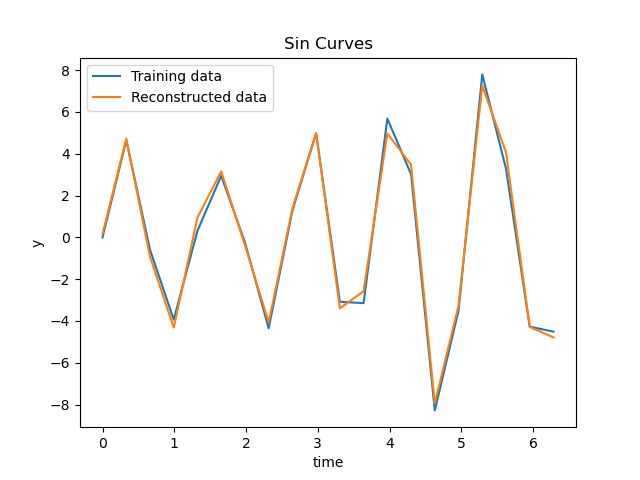 Sin Curves
Training data
Reconstructed data
8
6
4
2
0
−2
−4
−6
−8
y
0 1 2 3 4 5 6
time